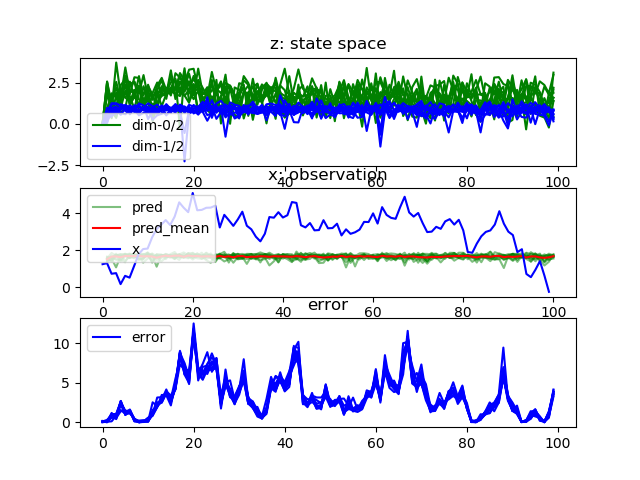 z: state space
2.5
0.0
−2.5
dim-0/2
dim-1/2
0 20 40 60 80 100
x: observation
4
2
0
pred
pred_mean
x
0 20 40 60 80 100
error
10
5
0
error
0 20 40 60 80 100